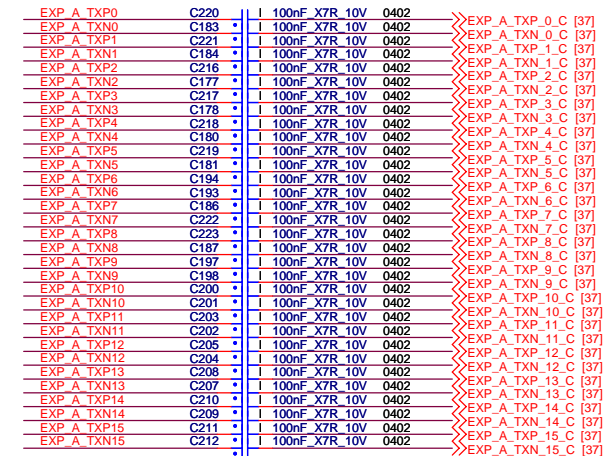 EXP_A_TXP0 C220 100nF_X7R_10V 0402 EXP_A_TXP_0_C [37]
EXP_A_TXN0 C183 100nF_X7R_10V 0402 EXP_A_TXN_0_C [37]
EXP_A_TXP1 C221 100nF_X7R_10V 0402 EXP_A_TXP_1_C [37]
EXP_A_TXN1 C184 100nF_X7R_10V 0402 EXP_A_TXN_1_C [37]
EXP_A_TXP2 C216 100nF_X7R_10V 0402 EXP_A_TXP_2_C [37]
EXP_A_TXN2 C177 100nF_X7R_10V 0402 EXP_A_TXN_2_C [37]
EXP_A_TXP3 C217 100nF_X7R_10V 0402 EXP_A_TXP_3_C [37]
EXP_A_TXN3 C178 100nF_X7R_10V 0402 EXP_A_TXN_3_C [37]
EXP_A_TXP4 C218 100nF_X7R_10V 0402 EXP_A_TXP_4_C [37]
EXP_A_TXN4 C180 100nF_X7R_10V 0402 EXP_A_TXN_4_C [37]
EXP_A_TXP5 C219 100nF_X7R_10V 0402 EXP_A_TXP_5_C [37]
EXP_A_TXN5 C181 100nF_X7R_10V 0402 EXP_A_TXN_5_C [37]
EXP_A_TXP6 C194 100nF_X7R_10V 0402 EXP_A_TXP_6_C [37]
EXP_A_TXN6 C193 100nF_X7R_10V 0402 EXP_A_TXN_6_C [37]
EXP_A_TXP7 C186 100nF_X7R_10V 0402 EXP_A_TXP_7_C [37]
EXP_A_TXN7 C222 100nF_X7R_10V 0402 EXP_A_TXN_7_C [37]
EXP_A_TXP8 C223 100nF_X7R_10V 0402 EXP_A_TXP_8_C [37]
EXP_A_TXN8 C187 100nF_X7R_10V 0402 EXP_A_TXN_8_C [37]
EXP_A_TXP9 C197 100nF_X7R_10V 0402 EXP_A_TXP_9_C [37]
EXP_A_TXN9 C198 100nF_X7R_10V 0402 EXP_A_TXN_9_C [37]
EXP_A_TXP10 C200 100nF_X7R_10V 0402 EXP_A_TXP_10_C [37]
EXP_A_TXN10 C201 100nF_X7R_10V 0402 EXP_A_TXN_10_C [37]
EXP_A_TXP11 C203 100nF_X7R_10V 0402 EXP_A_TXP_11_C [37]
EXP_A_TXN11 C202 100nF_X7R_10V 0402 EXP_A_TXN_11_C [37]
EXP_A_TXP12 C205 100nF_X7R_10V 0402 EXP_A_TXP_12_C [37]
EXP_A_TXN12 C204 100nF_X7R_10V 0402 EXP_A_TXN_12_C [37]
EXP_A_TXP13 C208 100nF_X7R_10V 0402 EXP_A_TXP_13_C [37]
EXP_A_TXN13 C207 100nF_X7R_10V 0402 EXP_A_TXN_13_C [37]
EXP_A_TXP14 C210 100nF_X7R_10V 0402 EXP_A_TXP_14_C [37]
EXP_A_TXN14 C209 100nF_X7R_10V 0402 EXP_A_TXN_14_C [37]
EXP_A_TXP15 C211 100nF_X7R_10V 0402 EXP_A_TXP_15_C [37]
EXP_A_TXN15 C212 100nF_X7R_10V 0402 EXP_A_TXN_15_C [37]